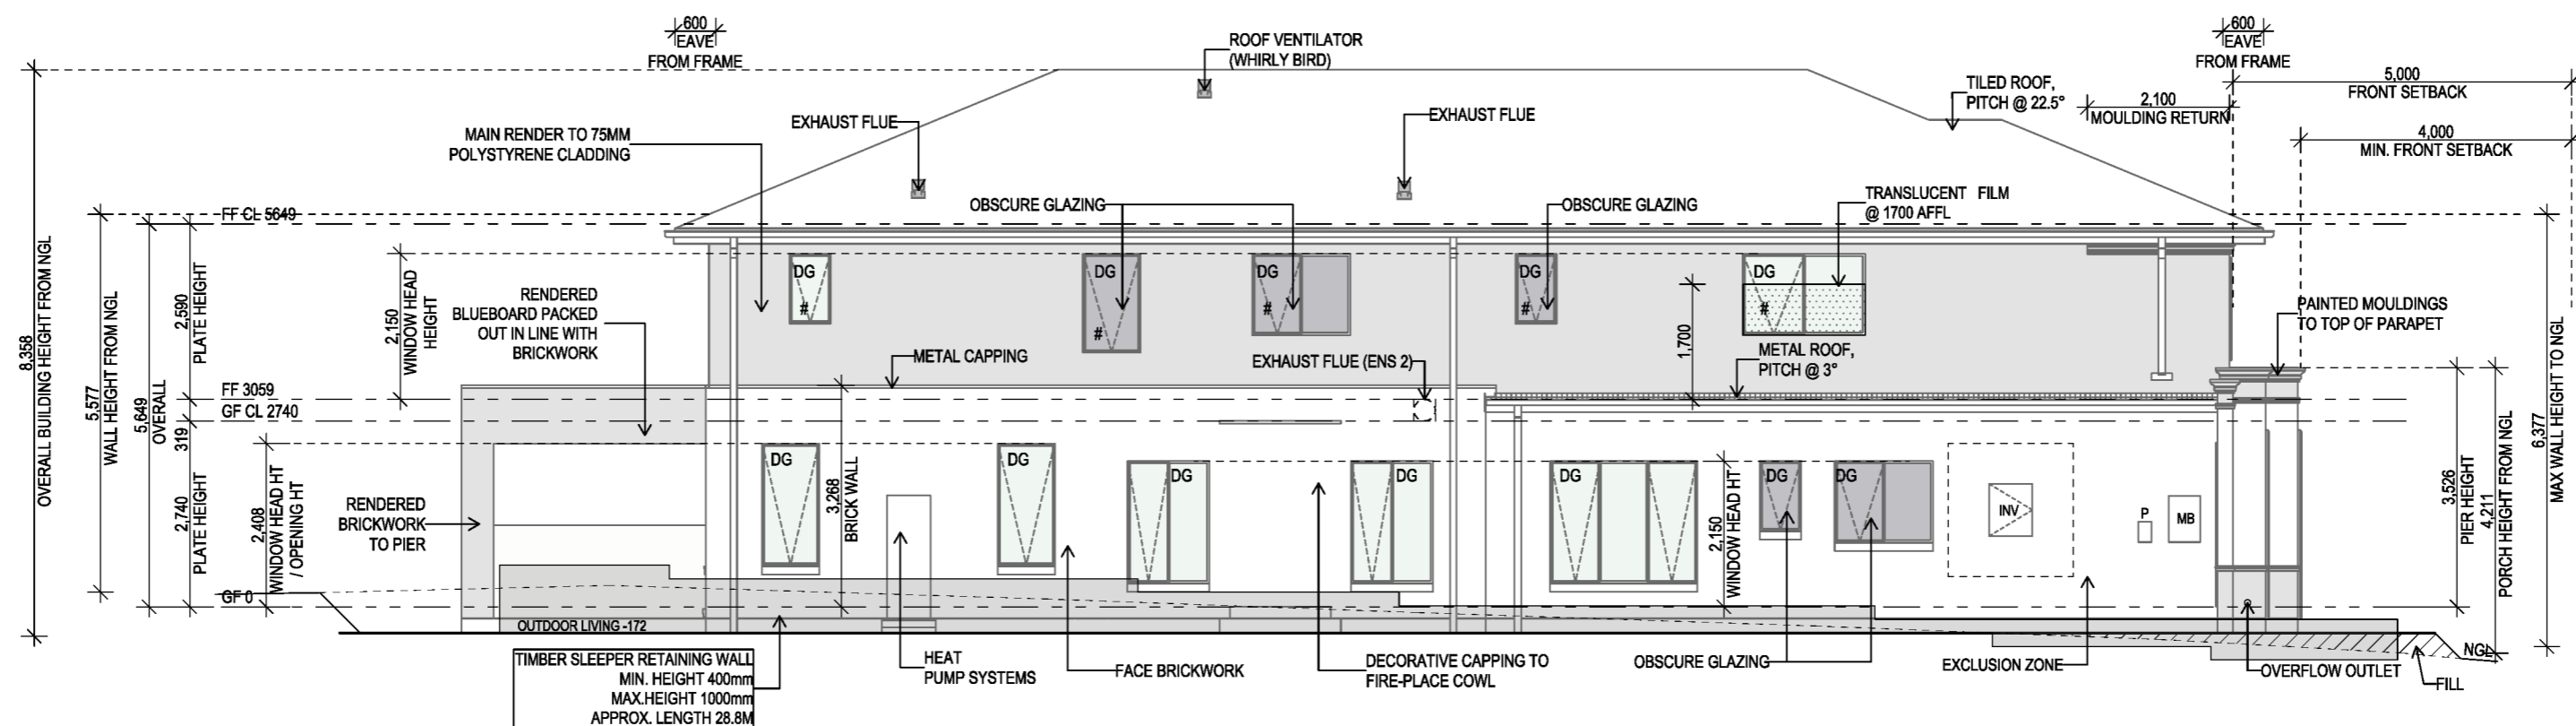 600
EAVE
FROM FRAME
ROOF VENTILATOR
(WHIRLY BIRD)
600
EAVE
FROM FRAME
5,000
FRONT SETBACK
TILED ROOF,
PITCH @ 22.5°
2,100
MOULDING RETURN
4,000
MIN. FRONT SETBACK
MAIN RENDER TO 75MM
POLYSTYRENE CLADDING
EXHAUST FLUE
EXHAUST FLUE
OBSCURE GLAZING
OBSCURE GLAZING
TRANSLUCENT FILM
@ 1700 AFFL
FF CL 5649
8,358
OVERALL BUILDING HEIGHT FROM NGL
5,577
WALL HEIGHT FROM NGL
5,649
OVERALL
2,590
PLATE HEIGHT
2,150
WINDOW HEAD
HEIGHT
RENDERED
BLUEBOARD PACKED
OUT IN LINE WITH
BRICKWORK
DG
#
DG
#
DG
#
DG
#
DG
#
1,700
PAINTED MOULDINGS
TO TOP OF PARAPET
METAL CAPPING
EXHAUST FLUE (ENS 2)
METAL ROOF,
PITCH @ 3°
FF 3059
GF CL 2740
319
2,740
PLATE HEIGHT
2,408
WINDOW HEAD HT
/ OPENING HT
RENDERED
BRICKWORK
TO PIER
DG
3,268
BRICK WALL
DG
DG
DG
DG
DG
2,150
WINDOW HEAD HT
DG
DG
INV
P
MB
3,526
PIER HEIGHT
4,211
PORCH HEIGHT FROM NGL
6,377
MAX WALL HEIGHT TO NGL
GF 0
OUTDOOR LIVING -172
TIMBER SLEEPER RETAINING WALL
MIN. HEIGHT 400mm
MAX.HEIGHT 1000mm
APPROX. LENGTH 28.8M
HEAT
PUMP SYSTEMS
FACE BRICKWORK
DECORATIVE CAPPING TO
FIRE-PLACE COWL
OBSCURE GLAZING
EXCLUSION ZONE
OVERFLOW OUTLET
NGL
FILL